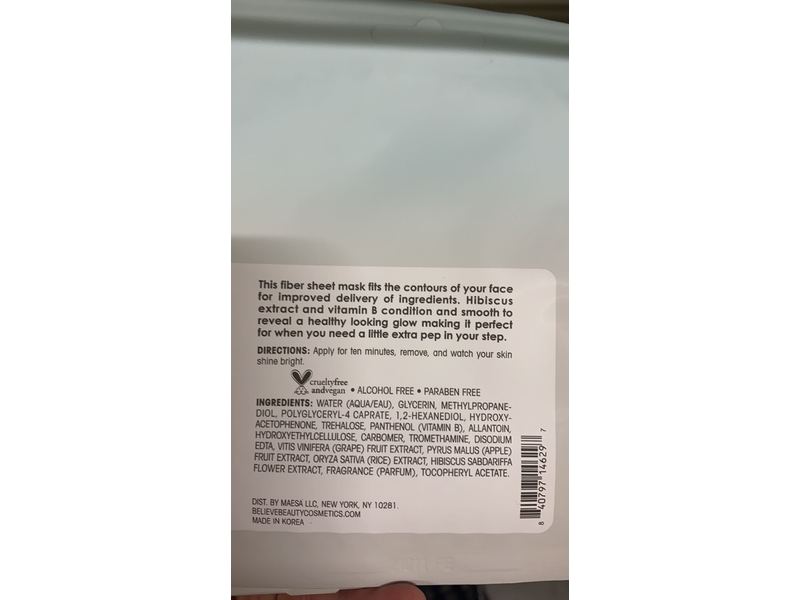 This fiber sheet mask fits the contours of your face
for improved delivery of ingredients. Hibiscus
extract and vitamin B condition and smooth to
reveal a healthy looking glow making it perfect
for when you need a little extra pep in your step.
DIRECTIONS: Apply for ten minutes, remove, and watch your skin
shine bright.
crueltyfree
andvegan • ALCOHOL FREE • PARABEN FREE
INGREDIENTS: WATER (AQUA/EAU), GLYCERIN, METHYLPROPANE-
DIOL, POLYGLYCERYL-4 CAPRATE, 1,2-HEXANEDIOL, HYDROXY-
ACETOPHENONE, TREHALOSE, PANTHENOL (VITAMIN B), ALLANTOIN,
HYDROXYETHYLCELLULOSE, CARBOMER, TROMETHAMINE, DISODIUM
EDTA, VITIS VINIFERA (GRAPE) FRUIT EXTRACT, PYRUS MALUS (APPLE)
FRUIT EXTRACT, ORYZA SATIVA (RICE) EXTRACT, HIBISCUS SABDARIFFA
FLOWER EXTRACT, FRAGRANCE (PARFUM), TOCOPHERYL ACETATE.
DIST. BY MAESA LLC, NEW YORK, NY 10281.
BELIEVEBEAUTYCOSMETICS.COM
MADE IN KOREA
8 40797 14629 7